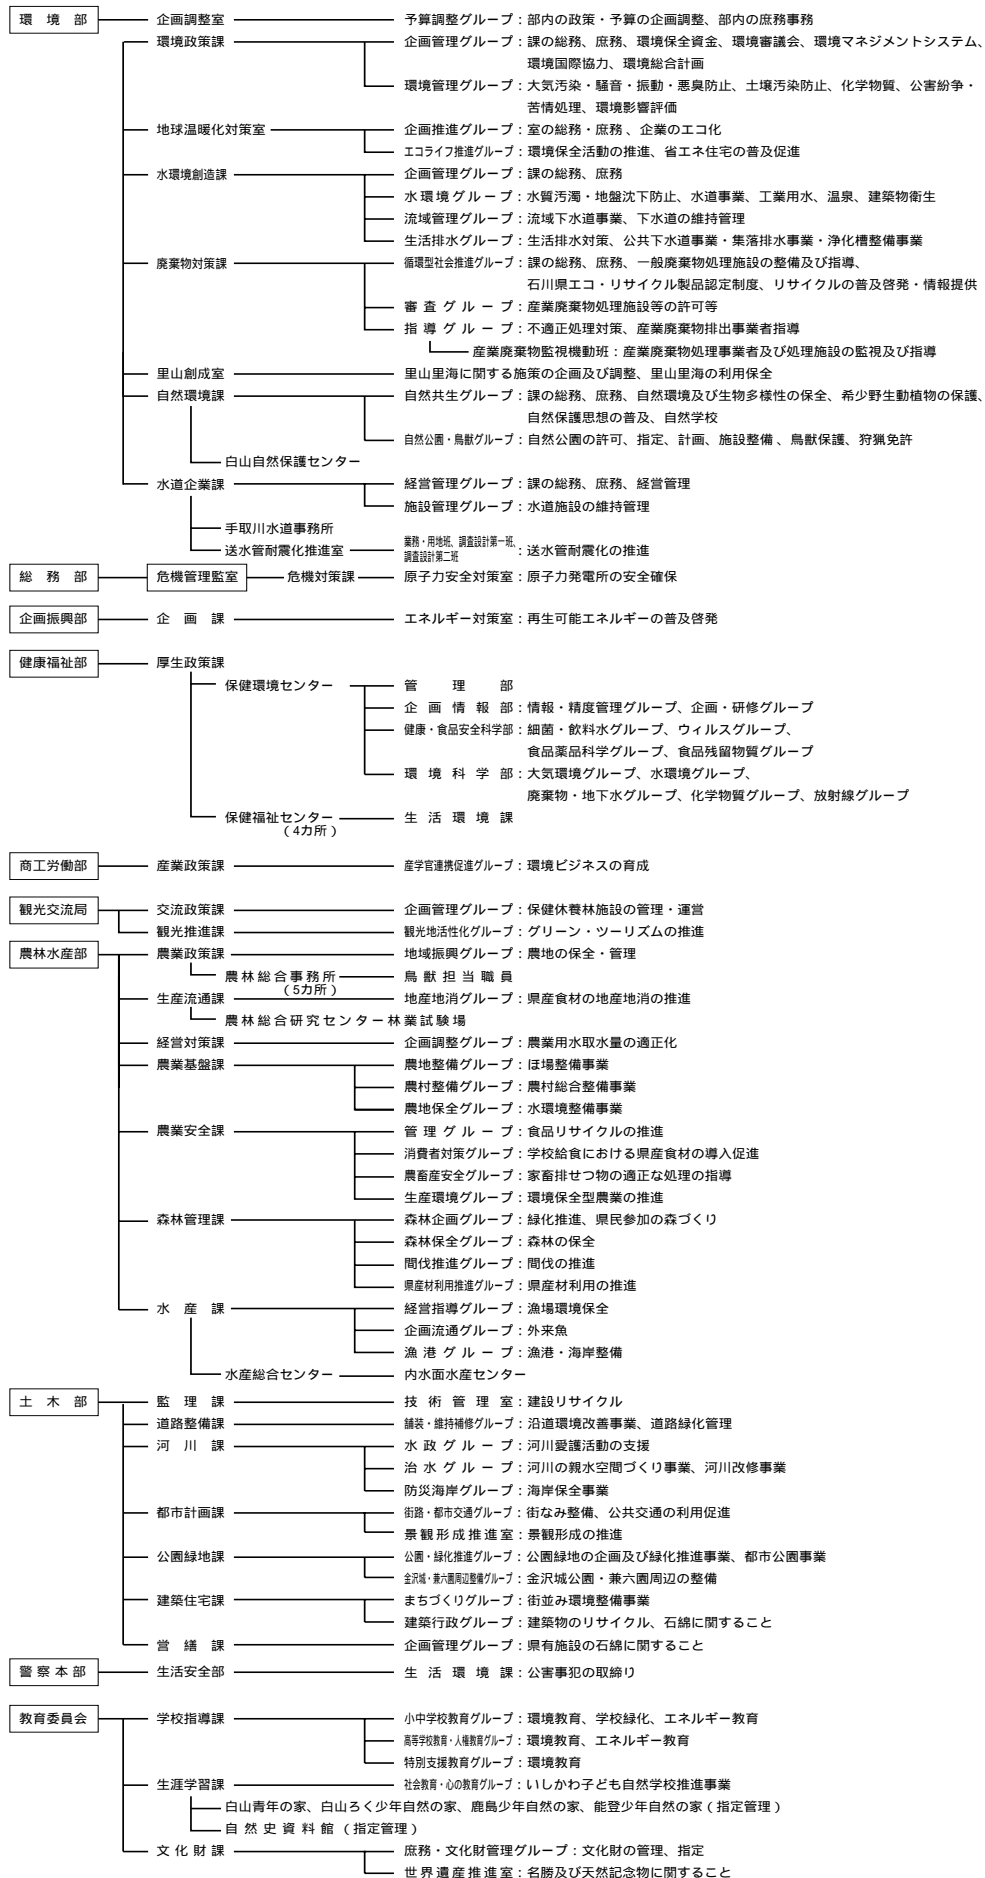 環境部 企画調整室 予算調整グループ：部内の政策・予算の企画調整、部内の庶務事務
環境政策課 企画管理グループ：課の総務、庶務、環境保全資金、環境審議会、環境マネジメントシステム、
環境国際協力、環境総合計画
環境管理グループ：大気汚染・騒音・振動・悪臭防止、土壌汚染防止、化学物質、公害紛争・
苦情処理、環境影響評価
地球温暖化対策室 企画推進グループ：室の総務・庶務、企業のエコ化
エコライフ推進グループ：環境保全活動の推進、省エネ住宅の普及促進
水環境創造課 企画管理グループ：課の総務、庶務
水環境グループ：水質汚濁・地盤沈下防止、水道事業、工業用水、温泉、建築物衛生
流域管理グループ：流域下水道事業、下水道の維持管理
生活排水グループ：生活排水対策、公共下水道事業・集落排水事業・浄化槽整備事業
廃棄物対策課 循環型社会推進グループ：課の総務、庶務、一般廃棄物処理施設の整備及び指導、
石川県エコ・リサイクル製品認定制度、リサイクルの普及啓発・情報提供
審査グループ：産業廃棄物処理施設等の許可等
指導グループ：不適正処理対策、産業廃棄物排出事業者指導
産業廃棄物監視機動班：産業廃棄物処理事業者及び処理施設の監視及び指導
里山創成室 里山里海に関する施策の企画及び調整、里山里海の利用保全
自然環境課 自然共生グループ：課の総務、庶務、自然環境及び生物多様性の保全、希少野生動植物の保護、
自然保護思想の普及、自然学校
自然公園・鳥獣グループ：自然公園の許可、指定、計画、施設整備、鳥獣保護、狩猟免許
白山自然保護センター
水道企業課 経営管理グループ：課の総務、庶務、経営管理
施設管理グループ：水道施設の維持管理
手取川水道事務所
送水管耐震化推進室 業務・用地班、調査設計第一班、調査設計第二班：送水管耐震化の推進
総務部 危機管理監室 危機対策課 原子力安全対策室：原子力発電所の安全確保
企画振興部 企画課 エネルギー対策室：再生可能エネルギーの普及啓発
健康福祉部 厚生政策課
保健環境センター 管理部
企画情報部：情報・精度管理グループ、企画・研修グループ
健康・食品安全科学部：細菌・飲料水グループ、ウィルスグループ、
食品薬品科学グループ、食品残留物質グループ
環境科学部：大気環境グループ、水環境グループ、
廃棄物・地下水グループ、化学物質グループ、放射線グループ
保健福祉センター 生活環境課
（4カ所）
商工労働部 産業政策課 産学官連携促進グループ：環境ビジネスの育成
観光交流局 交流政策課 企画管理グループ：保健休養林施設の管理・運営
観光推進課 観光地活性化グループ：グリーン・ツーリズムの推進
農林水産部 農業政策課 地域振興グループ：農地の保全・管理
農林総合事務所 鳥獣担当職員
（5カ所）
生産流通課 地産地消グループ：県産食材の地産地消の推進
農林総合研究センター林業試験場
経営対策課 企画調整グループ：農業用水取水量の適正化
農業基盤課 農地整備グループ：ほ場整備事業
農村整備グループ：農村総合整備事業
農地保全グループ：水環境整備事業
農業安全課 管理グループ：食品リサイクルの推進
消費者対策グループ：学校給食における県産食材の導入促進
農畜産安全グループ：家畜排せつ物の適正な処理の指導
生産環境グループ：環境保全型農業の推進
森林管理課 森林企画グループ：緑化推進、県民参加の森づくり
森林保全グループ：森林の保全
間伐推進グループ：間伐の推進
県産材利用推進グループ：県産材利用の推進
水産課 経営指導グループ：漁場環境保全
企画流通グループ：外来魚
漁港グループ：漁港・海岸整備
水産総合センター 内水面水産センター
土木部 監理課 技術管理室：建設リサイクル
道路整備課 舗装・維持補修グループ：沿道環境改善事業、道路緑化管理
河川課 水政グループ：河川愛護活動の支援
治水グループ：河川の親水空間づくり事業、河川改修事業
防災海岸グループ：海岸保全事業
都市計画課 街路・都市交通グループ：街なみ整備、公共交通の利用促進
景観形成推進室：景観形成の推進
公園緑地課 公園・緑化推進グループ：公園緑地の企画及び緑化推進事業、都市公園事業
金沢城・兼六園周辺整備グループ：金沢城公園・兼六園周辺の整備
建築住宅課 まちづくりグループ：街並み環境整備事業
建築行政グループ：建築物のリサイクル、石綿に関すること
営繕課 企画管理グループ：県有施設の石綿に関すること
警察本部 生活安全部 生活環境課：公害事犯の取締り
教育委員会 学校指導課 小中学校教育グループ：環境教育、学校緑化、エネルギー教育
高等学校教育・人権教育グループ：環境教育、エネルギー教育
特別支援教育グループ：環境教育
生涯学習課 社会教育・心の教育グループ：いしかわ子ども自然学校推進事業
白山青年の家、白山ろく少年自然の家、鹿島少年自然の家、能登少年自然の家（指定管理）
自然史資料館（指定管理）
文化財課 庶務・文化財管理グループ：文化財の管理、指定
世界遺産推進室：名勝及び天然記念物に関すること